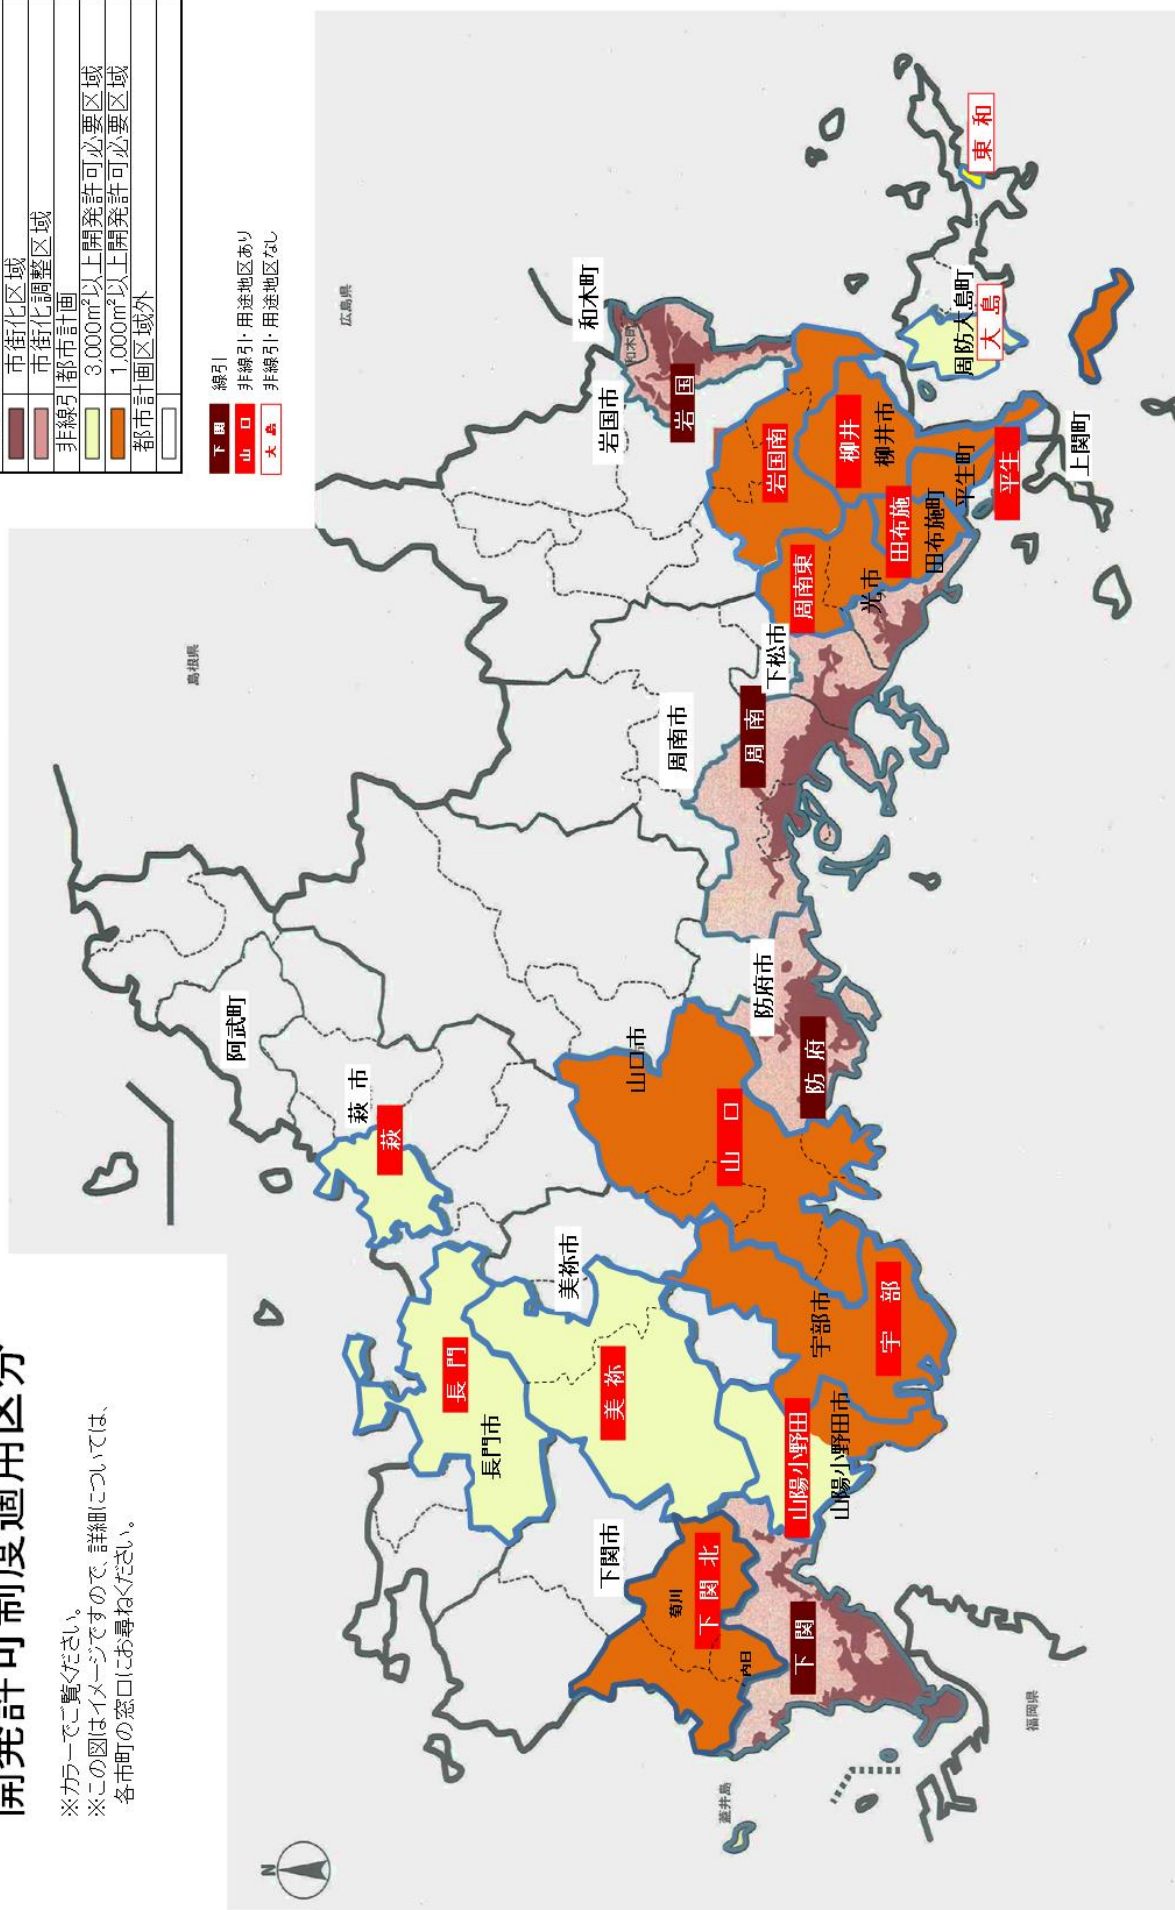 開発許可制度適用区分
※カラーでご覧ください。
※この図はイメージですので、詳細については、
各市町の窓口にお尋ねください。
市街化区域
市街化調整区域
非線引都市計画
3,000m²以上開発許可必要区域
1,000m²以上開発許可必要区域
都市計画区域外
下関 線引
山口 非線引・用途地区あり
大島 非線引・用途地区なし
N
島根県
広島県
福岡県
蓋井島
阿武町
萩市
萩
長門
長門市
美祢市
美祢
下関市
菊川
下関北
内日
下関
山陽小野田
山陽小野田市
宇部市
宇部
山口市
山口
防府市
防府
周南市
周南
下松市
周南東
光市
田布施
田布施町
岩国市
和木町
和木町
岩国
岩国南
柳井
柳井市
平生町
平生
上関町
周防大島町
大島
東和